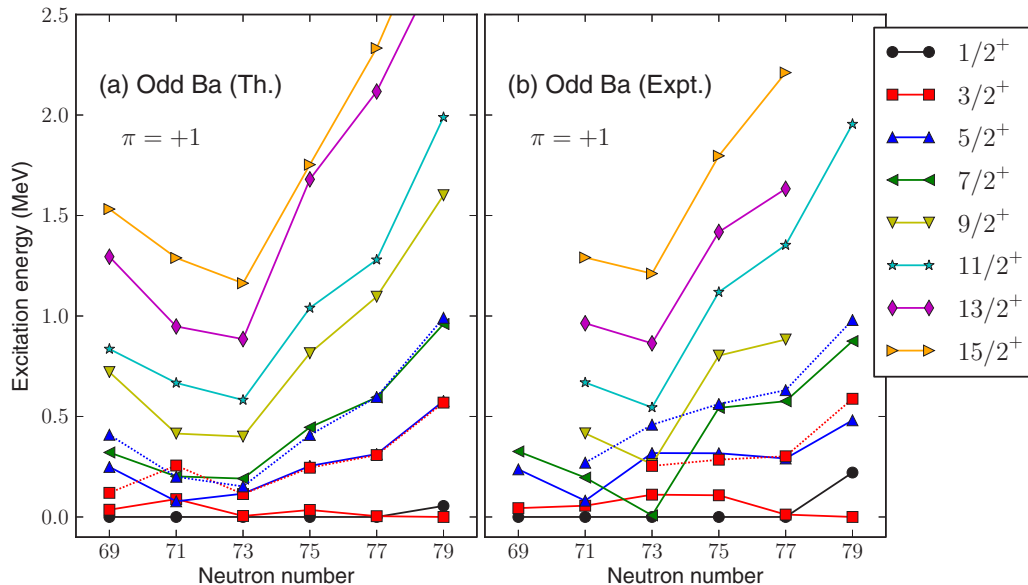 2.5
2.0
1.5
1.0
0.5
0.0
Excitation energy (MeV)
(a) Odd Ba (Th.)
π = +1
69 71 73 75 77 79
Neutron number
(b) Odd Ba (Expt.)
π = +1
69 71 73 75 77 79
Neutron number
1/2⁺
3/2⁺
5/2⁺
7/2⁺
9/2⁺
11/2⁺
13/2⁺
15/2⁺